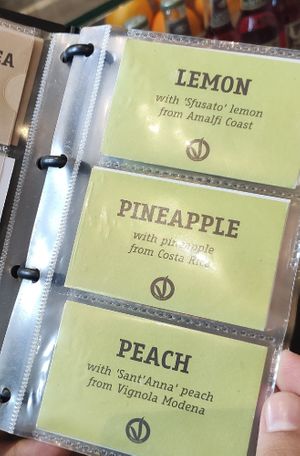 EA
LEMON
with 'Sfusato' lemon
from Amalfi Coast
PINEAPPLE
with pineapple
from Costa Rica
PEACH
with 'Sant'Anna' peach
from Vignola Modena